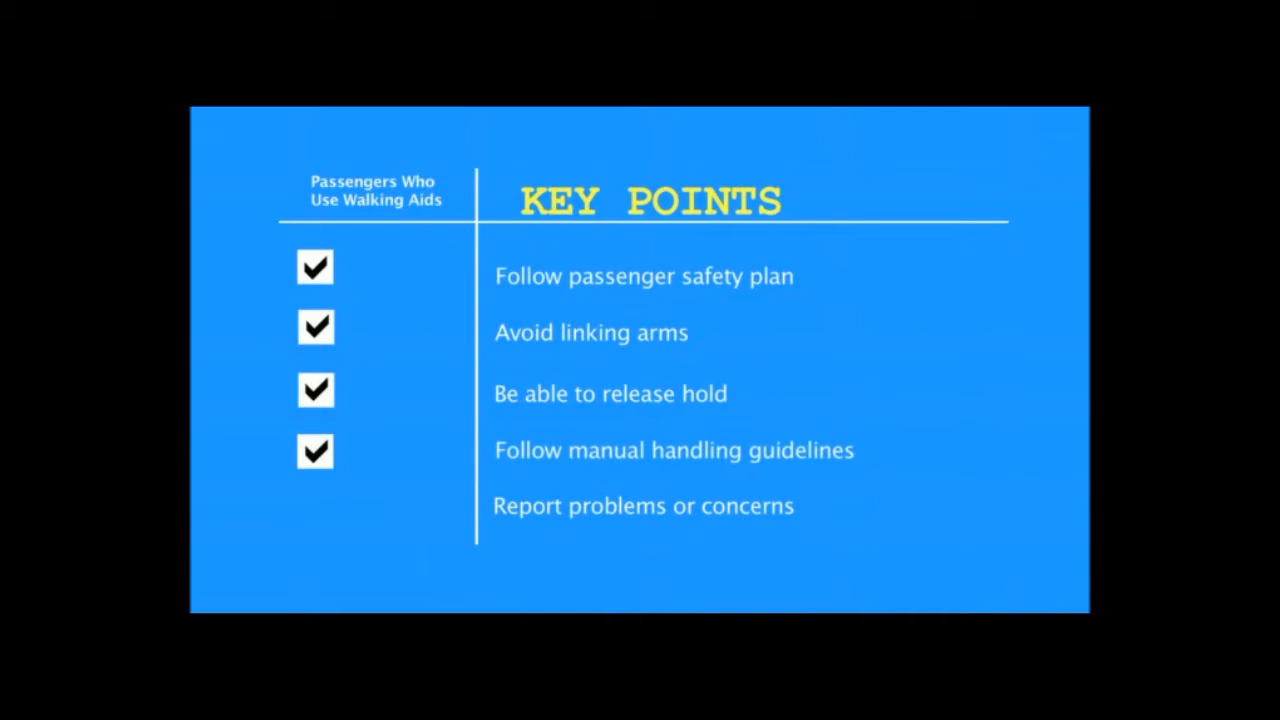 Passengers Who
Use Walking Aids
KEY POINTS
Follow passenger safety plan
Avoid linking arms
Be able to release hold
Follow manual handling guidelines
Report problems or concerns